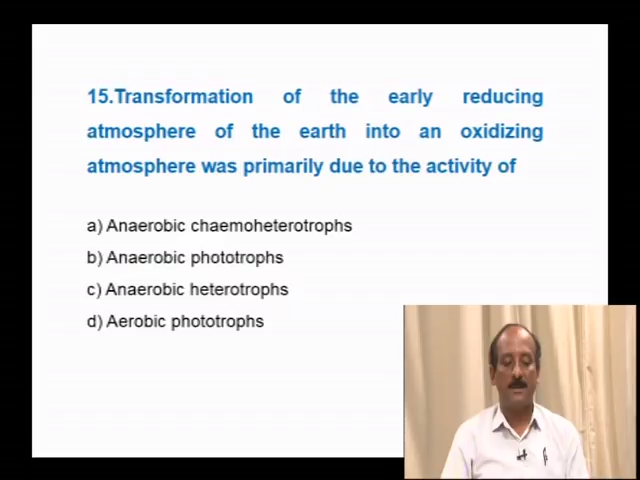 15.Transformation of the early reducing
atmosphere of the earth into an oxidizing
atmosphere was primarily due to the activity of
a) Anaerobic chaemoheterotrophs
b) Anaerobic phototrophs
c) Anaerobic heterotrophs
d) Aerobic phototrophs